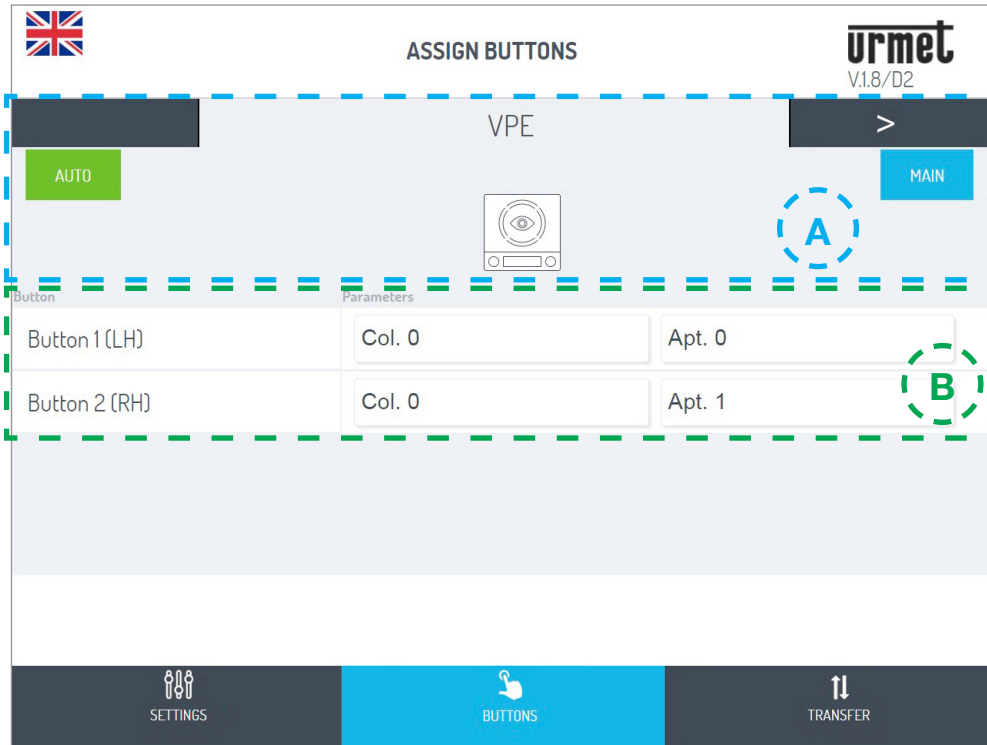 ASSIGN BUTTONS
urmet
V.1.8/D2
VPE >
AUTO MAIN
A
Button Parameters
Button 1 (LH) Col. 0 Apt. 0
B
Button 2 (RH) Col. 0 Apt. 1
SETTINGS BUTTONS TRANSFER